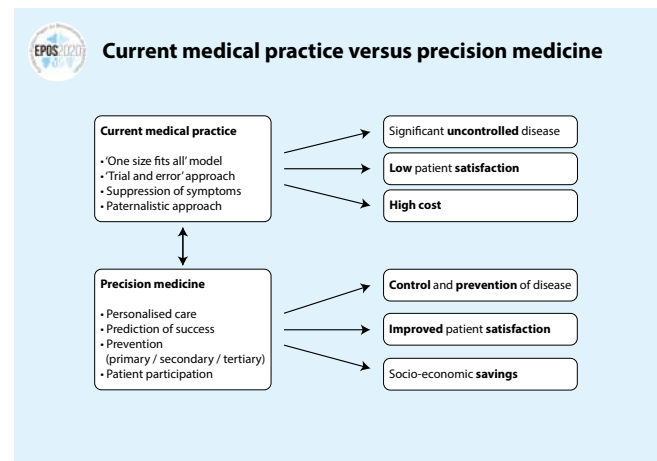 EPOS2020
Current medical practice versus precision medicine
Current medical practice
• 'One size fits all' model
• 'Trial and error' approach
• Suppression of symptoms
• Paternalistic approach
Significant uncontrolled disease
Low patient satisfaction
High cost
Precision medicine
• Personalised care
• Prediction of success
• Prevention
(primary / secondary / tertiary)
• Patient participation
Control and prevention of disease
Improved patient satisfaction
Socio-economic savings